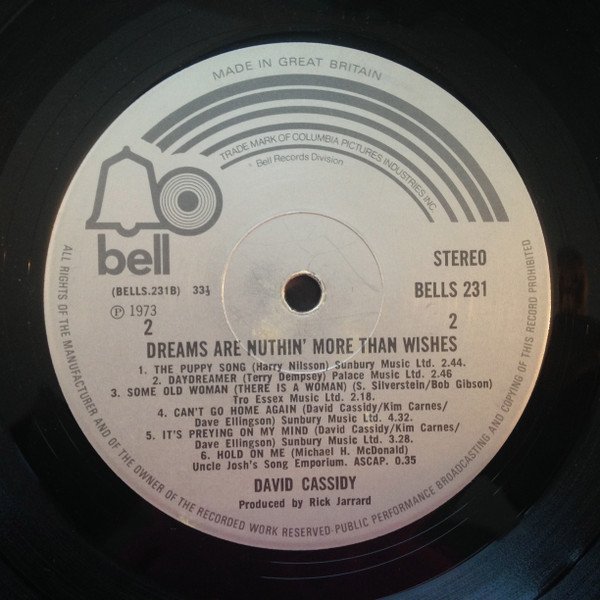 MADE IN GREAT BRITAIN
TRADE MARK OF COLUMBIA PICTURES INDUSTRIES INC.
Bell Records Division
bell
STEREO
(BELLS.231B) 33⅓
BELLS 231
Ⓟ 1973
2
2
DREAMS ARE NUTHIN' MORE THAN WISHES
1. THE PUPPY SONG (Harry Nilsson) Sunbury Music Ltd. 2.44.
2. DAYDREAMER (Terry Dempsey) Palace Music Ltd. 2.46
3. SOME OLD WOMAN (THERE IS A WOMAN) (S. Silverstein/Bob Gibson)
Tro Essex Music Ltd. 2.18.
4. CAN'T GO HOME AGAIN (David Cassidy/Kim Carnes/
Dave Ellingson) Sunbury Music Ltd. 4.32.
5. IT'S PREYING ON MY MIND (David Cassidy/Kim Carnes/
Dave Ellingson) Sunbury Music Ltd. 3.28.
6. HOLD ON ME (Michael H. McDonald)
Uncle Josh's Song Emporium. ASCAP. 0.35
DAVID CASSIDY
Produced by Rick Jarrard
ALL RIGHTS OF THE MANUFACTURER AND OF THE OWNER OF THE RECORDED WORK RESERVED-PUBLIC PERFORMANCE BROADCASTING AND COPYING OF THIS RECORD PROHIBITED